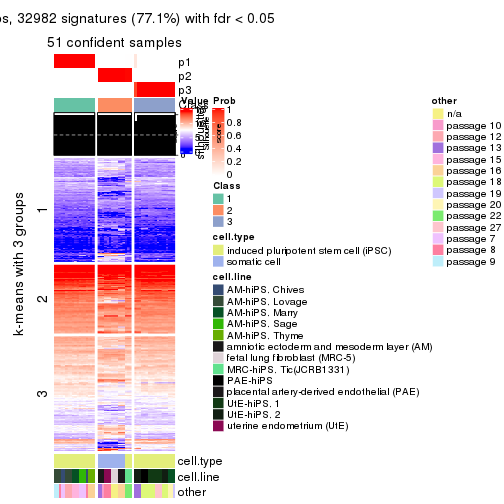 ps, 32982 signatures (77.1%) with fdr < 0.05
51 confident samples
p1
p2
p3
Class
1
2
3
k-means with 3 groups
cell.type
cell.line
other
Value
Prob
1
0.8
0.6
0.4
0.2
0
Class
1
2
3
cell.type
induced pluripotent stem cell (iPSC)
somatic cell
cell.line
AM-hiPS. Chives
AM-hiPS. Lovage
AM-hiPS. Marry
AM-hiPS. Sage
AM-hiPS. Thyme
amniotic ectoderm and mesoderm layer (AM)
fetal lung fibroblast (MRC-5)
MRC-hiPS. Tic(JCRB1331)
PAE-hiPS
placental artery-derived endothelial (PAE)
UtE-hiPS. 1
UtE-hiPS. 2
uterine endometrium (UtE)
other
n/a
passage 10
passage 12
passage 13
passage 15
passage 16
passage 18
passage 19
passage 20
passage 22
passage 27
passage 7
passage 8
passage 9